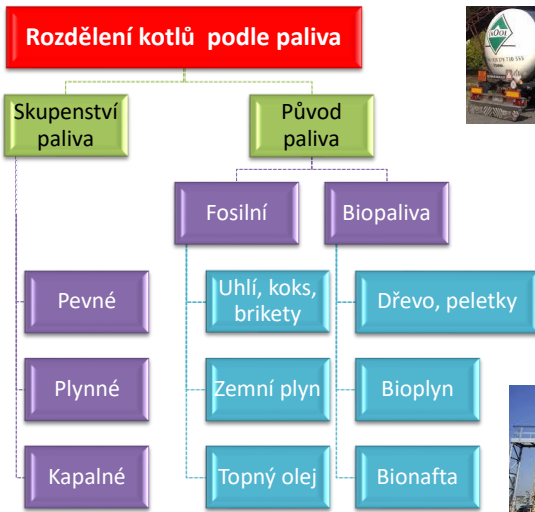 Rozdělení kotlů podle paliva
Skupenství
paliva
Původ
paliva
Fosilní
Biopaliva
Pevné
Uhlí, koks,
brikety
Dřevo, peletky
Plynné
Zemní plyn
Bioplyn
Kapalné
Topný olej
Bionafta